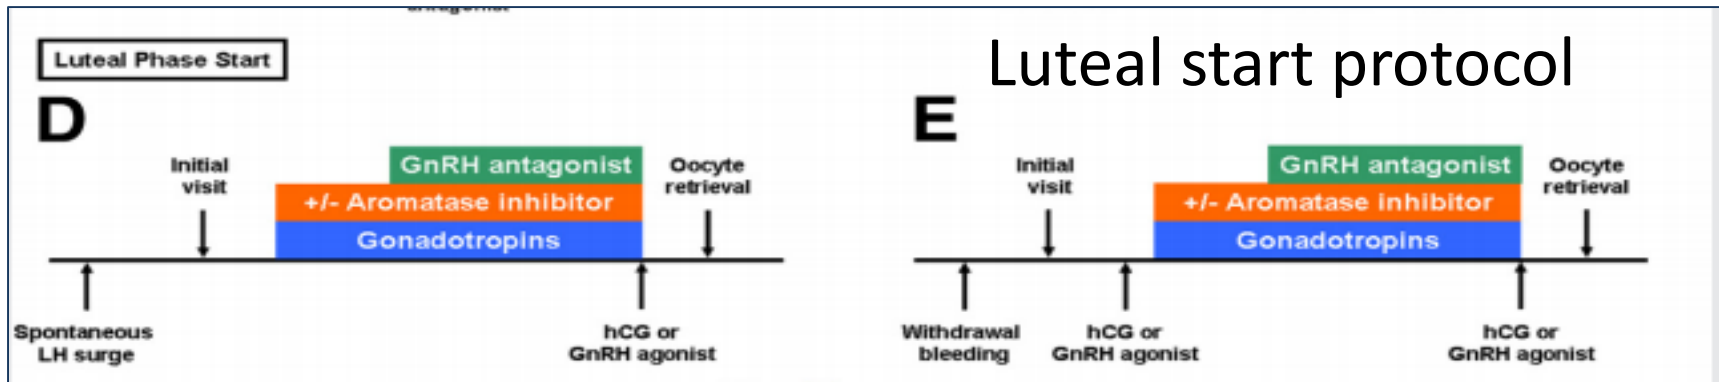 Luteal Phase Start
Luteal start protocol
D
Initial
visit
GnRH antagonist
+/- Aromatase inhibitor
Gonadotropins
Oocyte
retrieval
Spontaneous
LH surge
hCG or
GnRH agonist
E
Initial
visit
GnRH antagonist
+/- Aromatase inhibitor
Gonadotropins
Oocyte
retrieval
Withdrawal
bleeding
hCG or
GnRH agonist
hCG or
GnRH agonist